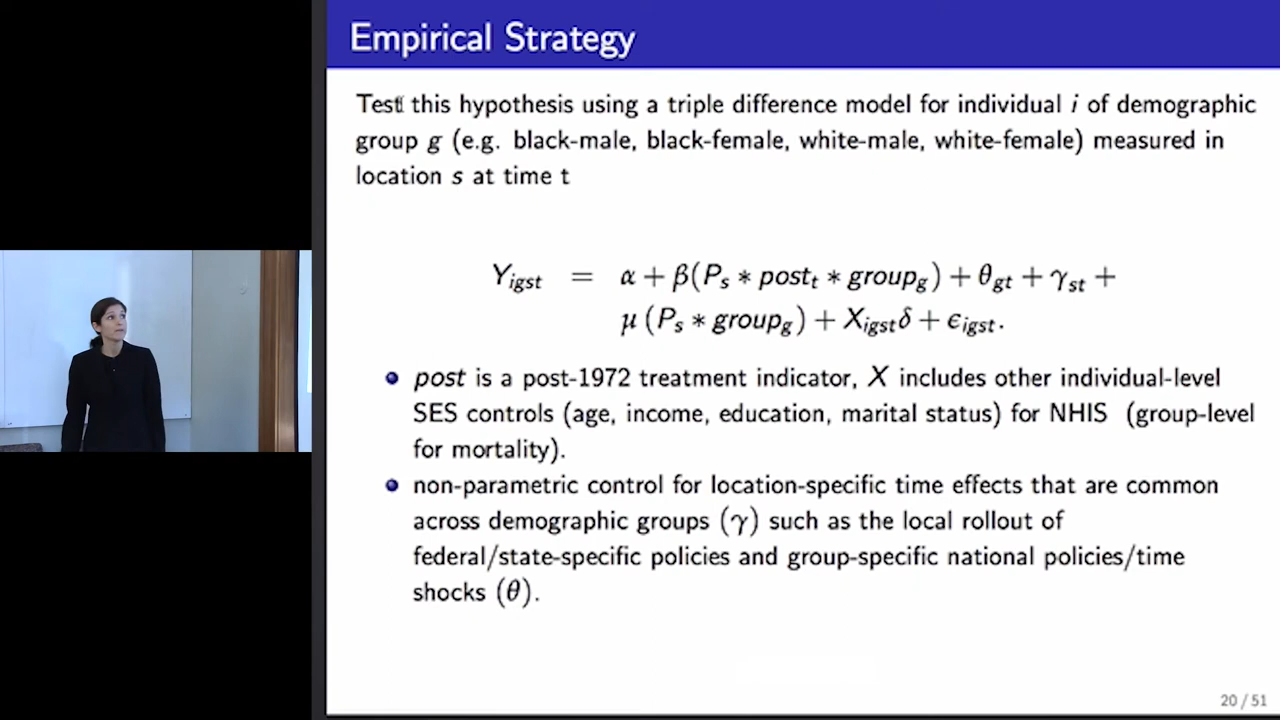 Empirical Strategy
Test this hypothesis using a triple difference model for individual i of demographic
group g (e.g. black-male, black-female, white-male, white-female) measured in
location s at time t
Y_igst = α + β(P_s * post_t * group_g) + θ_gt + γ_st +
μ (P_s * group_g) + X_igst δ + ϵ_igst.
post is a post-1972 treatment indicator, X includes other individual-level
SES controls (age, income, education, marital status) for NHIS (group-level
for mortality).
non-parametric control for location-specific time effects that are common
across demographic groups (γ) such as the local rollout of
federal/state-specific policies and group-specific national policies/time
shocks (θ).
20 / 51